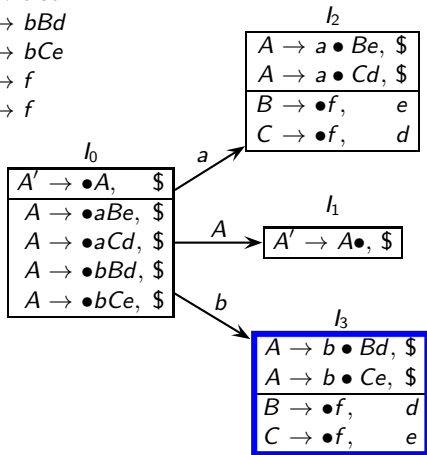 → bBd
→ bCe
→ f
→ f
I₂
A → a • Be, $
A → a • Cd, $
B → •f, e
C → •f, d
I₀
a
A′ → •A, $
A → •aBe, $
A → •aCd, $
A → •bBd, $
A → •bCe, $
I₁
A
A′ → A•, $
b
I₃
A → b • Bd, $
A → b • Ce, $
B → •f, d
C → •f, e